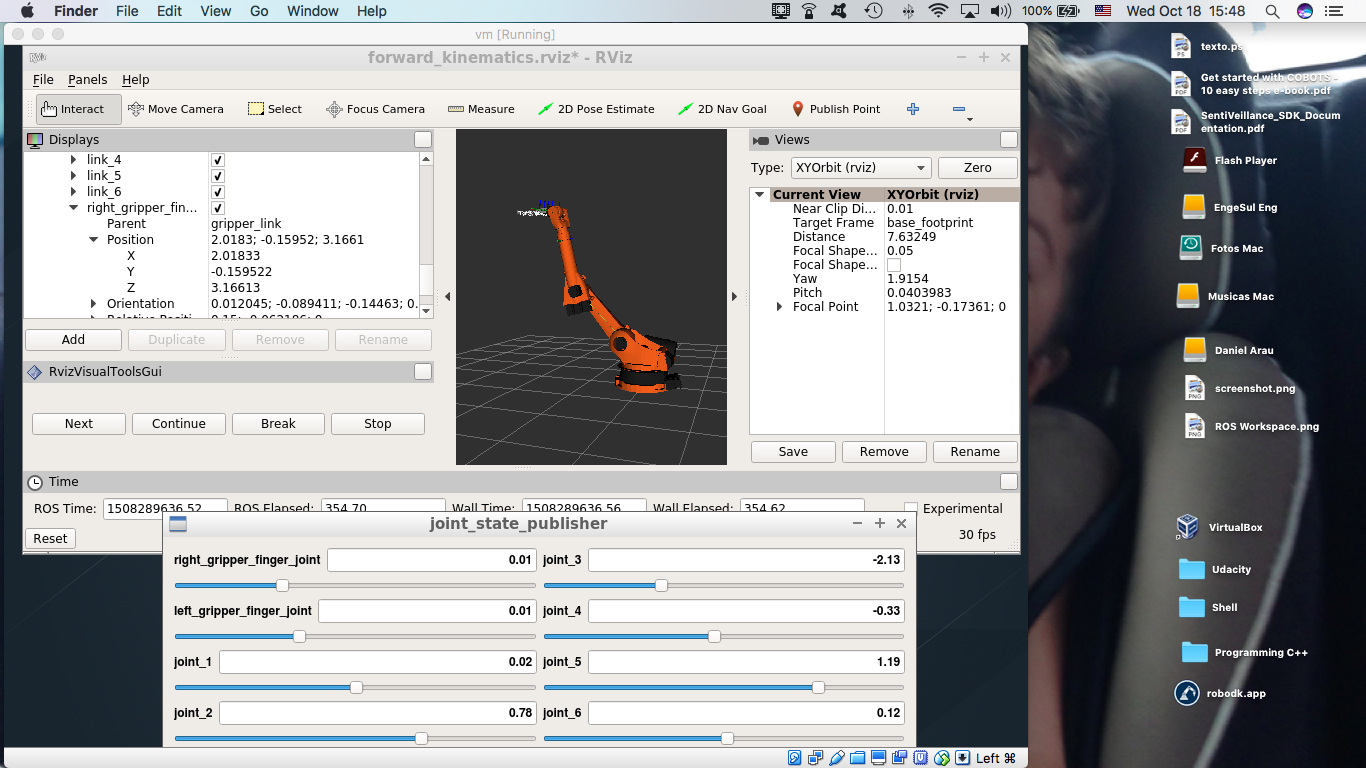 Finder File Edit View Go Window Help 100% Wed Oct 18 15:48
vm [Running]
forward_kinematics.rviz* - RViz
File Panels Help
Interact Move Camera Select Focus Camera Measure 2D Pose Estimate 2D Nav Goal Publish Point
Displays
link_4
link_5
link_6
right_gripper_fin...
Parent gripper_link
Position 2.0183; -0.15952; 3.1661
X 2.01833
Y -0.159522
Z 3.16613
Orientation 0.012045; -0.089411; -0.14463; 0.
Add Duplicate Remove Rename
RvizVisualToolsGui
Next Continue Break Stop
Views
Type: XYOrbit (rviz) Zero
Current View XYOrbit (rviz)
Near Clip Di... 0.01
Target Frame base_footprint
Distance 7.63249
Focal Shape... 0.05
Focal Shape...
Yaw 1.9154
Pitch 0.0403983
Focal Point 1.0321; -0.17361; 0
Save Remove Rename
Time
ROS Time: 1508289636.52 ROS Elapsed: 354.70 Wall Time: 1508289636.56 Wall Elapsed: 354.62 Experimental
Reset 30 fps
joint_state_publisher
right_gripper_finger_joint 0.01 joint_3 -2.13
left_gripper_finger_joint 0.01 joint_4 -0.33
joint_1 0.02 joint_5 1.19
joint_2 0.78 joint_6 0.12
Left ⌘
texto.ps
Get started with COBOTS -
10 easy steps e-book.pdf
SentiVeillance_SDK_Docu
mentation.pdf
Flash Player
EngeSul Eng
Fotos Mac
Musicas Mac
Daniel Arau
screenshot.png
ROS Workspace.png
VirtualBox
Udacity
Shell
Programming C++
robodk.app